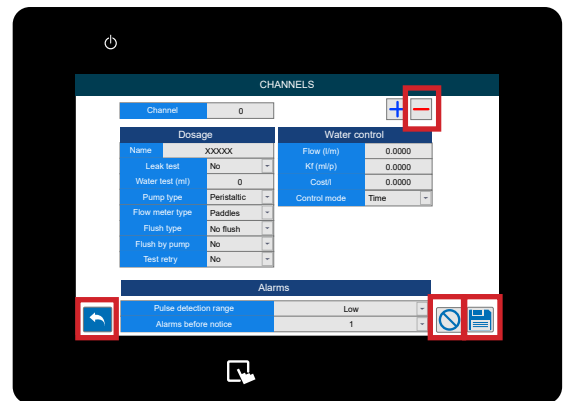 CHANNELS
Channel 0
Dosage
Name XXXXX
Leak test No
Water test (ml) 0
Pump type Peristaltic
Flow meter type Paddles
Flush type No flush
Flush by pump No
Test retry No
Water control
Flow (l/m) 0.0000
Kf (ml/p) 0.0000
Cost/l 0.0000
Control mode Time
Alarms
Pulse detection range Low
Alarms before notice 1